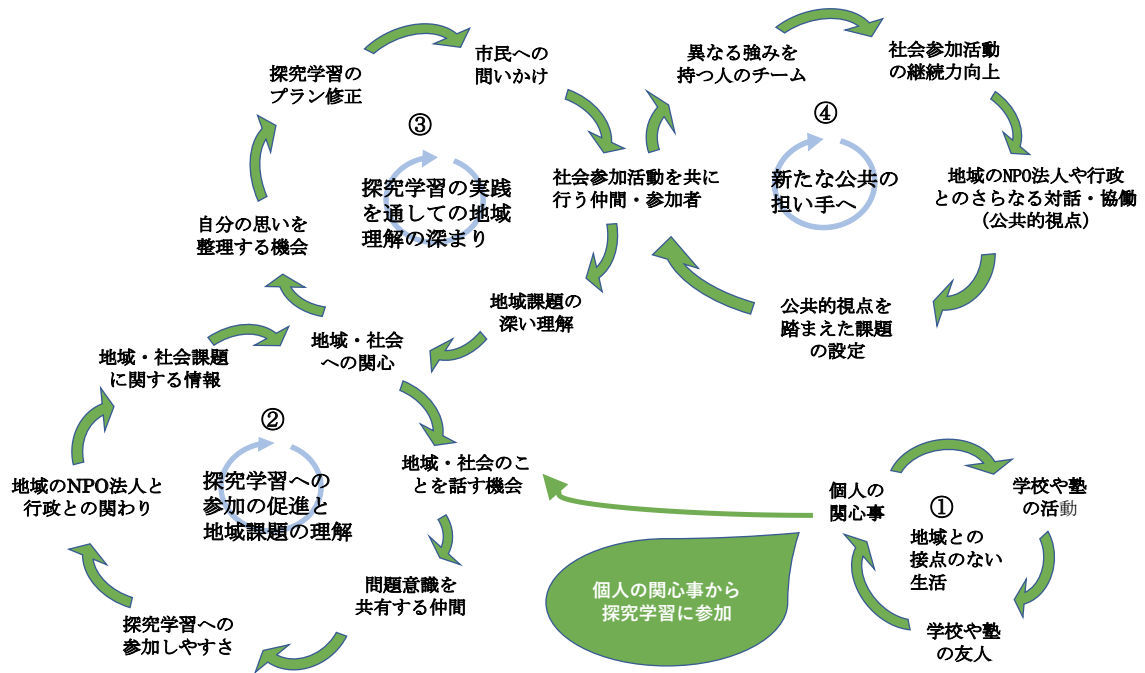 ①
個人の
関心事
学校や塾
の活動
学校や塾
の友人
地域との
接点のない
生活
個人の関心事から
探究学習に参加
②
探究学習への
参加の促進と
地域課題の理解
地域・社会のこ
とを話す機会
問題意識を
共有する仲間
探究学習への
参加しやすさ
地域のNPO法人と
行政との関わり
地域・社会課題
に関する情報
地域・社会
への関心
③
探究学習の実践
を通しての地域
理解の深まり
自分の思いを
整理する機会
探究学習の
プラン修正
市民への
問いかけ
社会参加活動を共に
行う仲間・参加者
地域課題の
深い理解
④
新たな公共の
担い手へ
異なる強みを
持つ人のチーム
社会参加活動
の継続力向上
地域のNPO法人や行政
とのさらなる対話・協働
（公共的視点）
公共的視点を
踏まえた課題
の設定